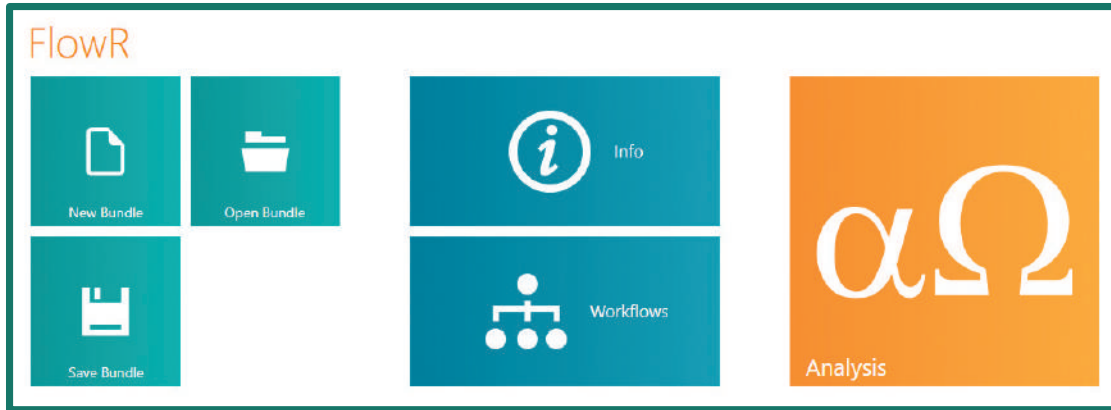 FlowR
New Bundle
Open Bundle
Save Bundle
Info
Workflows
αΩ
Analysis